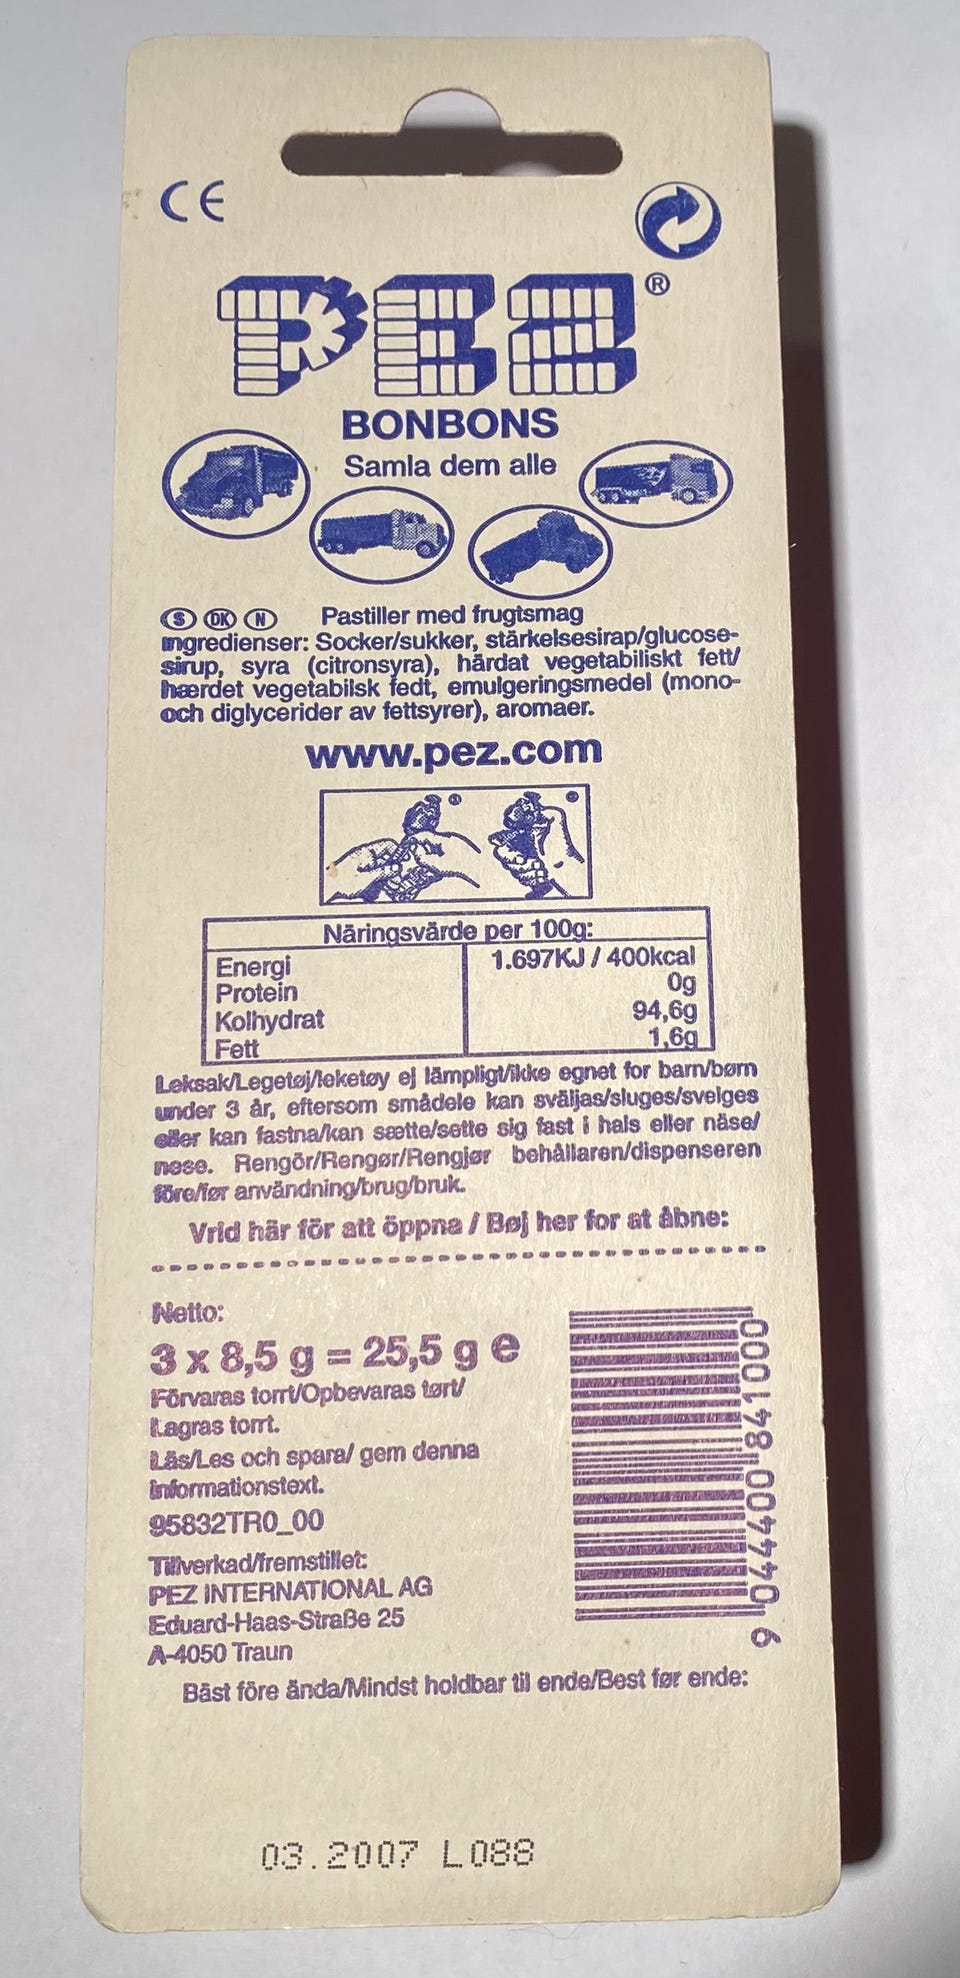 CE
PEZ®
BONBONS
Samla dem alle
S DK N Pastiller med frugtsmag
Ingredienser: Socker/sukker, stärkelsesirap/glucose-
sirup, syra (citronsyra), härdat vegetabiliskt fett/
hærdet vegetabilsk fedt, emulgeringsmedel (mono-
och diglycerider av fettsyrer), aromaer.
www.pez.com
Näringsvärde per 100g:
Energi 1.697KJ / 400kcal
Protein 0g
Kolhydrat 94,6g
Fett 1,6g
Leksak/Legetøj/leketøy ej lämpligt/ikke egnet for barn/børn
under 3 år, eftersom smådele kan sväljas/sluges/svelges
eller kan fastna/kan sætte/sette sig fast i hals eller näsa/
nese. Rengör/Rengør/Rengjør behållaren/dispenseren
före/før användning/brug/bruk.
Vrid här för att öppna / Bøj her for at åbne:
Netto:
3 x 8,5 g = 25,5 g e
Förvaras torrt/Opbevaras tørt/
Lagras torrt.
Läs/Les och spara/ gem denna
informationstext.
95832TR0_00
Tillverkad/fremstillet:
PEZ INTERNATIONAL AG
Eduard-Haas-Straße 25
A-4050 Traun
9 044400 841000
Bäst före ända/Mindst holdbar til ende/Best før ende:
03.2007 L088